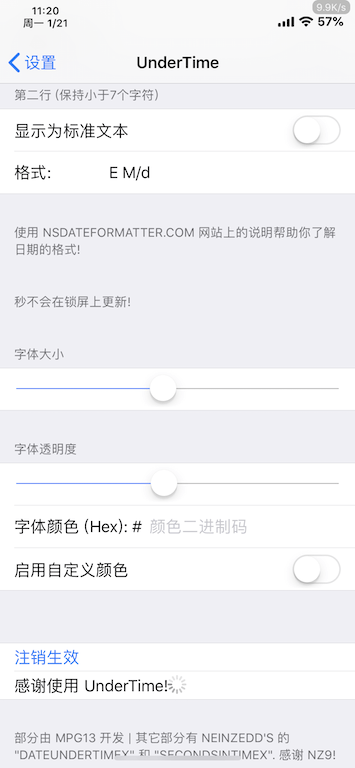 9.9K/s
11:20
周一 1/21
57%
设置
UnderTime
第二行 (保持小于7个字符)
显示为标准文本
格式: E M/d
使用 NSDATEFORMATTER.COM 网站上的说明帮助你了解
日期的格式!
秒不会在锁屏上更新!
字体大小
字体透明度
字体颜色 (Hex): # 颜色二进制码
启用自定义颜色
注销生效
感谢使用 UnderTime!
部分由 MPG13 开发 | 其它部分有 NEINZEDD'S 的
"DATEUNDERTIMEX" 和 "SECONDSINTIMEX". 感谢 NZ9!